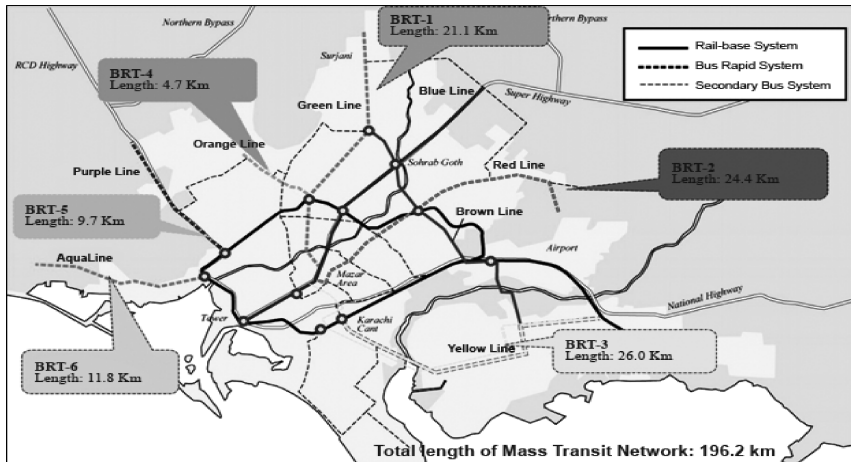 Northern Bypass
BRT-1
Length: 21.1 Km
rthern Bypass
Surjani
RCD Highway
BRT-4
Length: 4.7 Km
Blue Line
Green Line
Super Highway
Rail-base System
Bus Rapid System
Secondary Bus System
Orange Line
Sohrab Goth
Red Line
BRT-2
Length: 24.4 Km
Purple Line
BRT-5
Length: 9.7 Km
Brown Line
AquaLine
Airport
Mazar
Area
National Highway
Tower
Karachi
Cant
Yellow Line
BRT-3
Length: 26.0 Km
BRT-6
Length: 11.8 Km
Total length of Mass Transit Network: 196.2 km